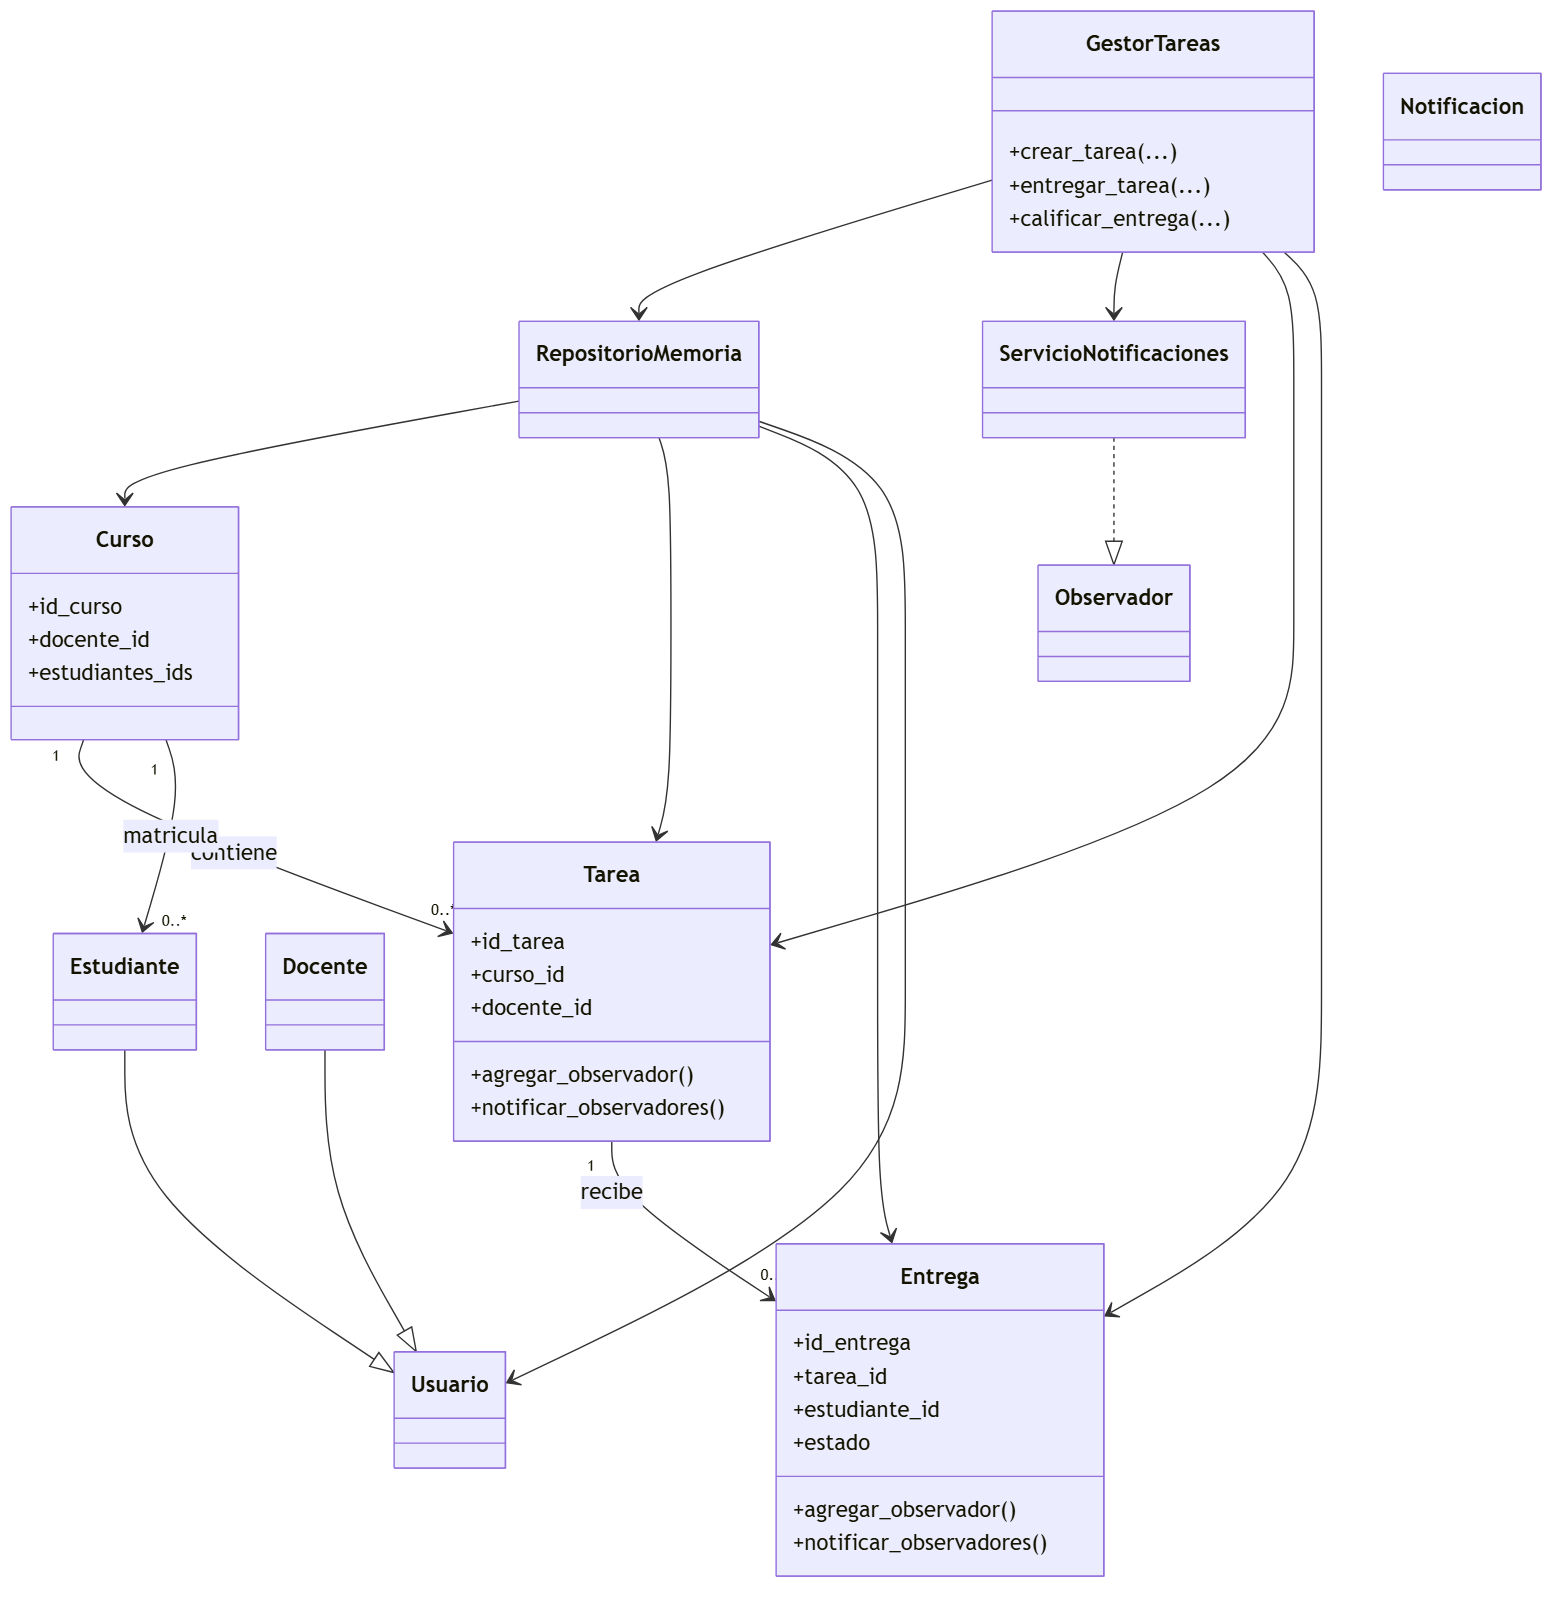 GestorTareas
+crear_tarea(...)
+entregar_tarea(...)
+calificar_entrega(...)
Notificacion
RepositorioMemoria
ServicioNotificaciones
Curso
+id_curso
+docente_id
+estudiantes_ids
Observador
1
1
matricula
contiene
0..*
0..*
Estudiante
Docente
Tarea
+id_tarea
+curso_id
+docente_id
+agregar_observador()
+notificar_observadores()
1
recibe
0..
Usuario
Entrega
+id_entrega
+tarea_id
+estudiante_id
+estado
+agregar_observador()
+notificar_observadores()